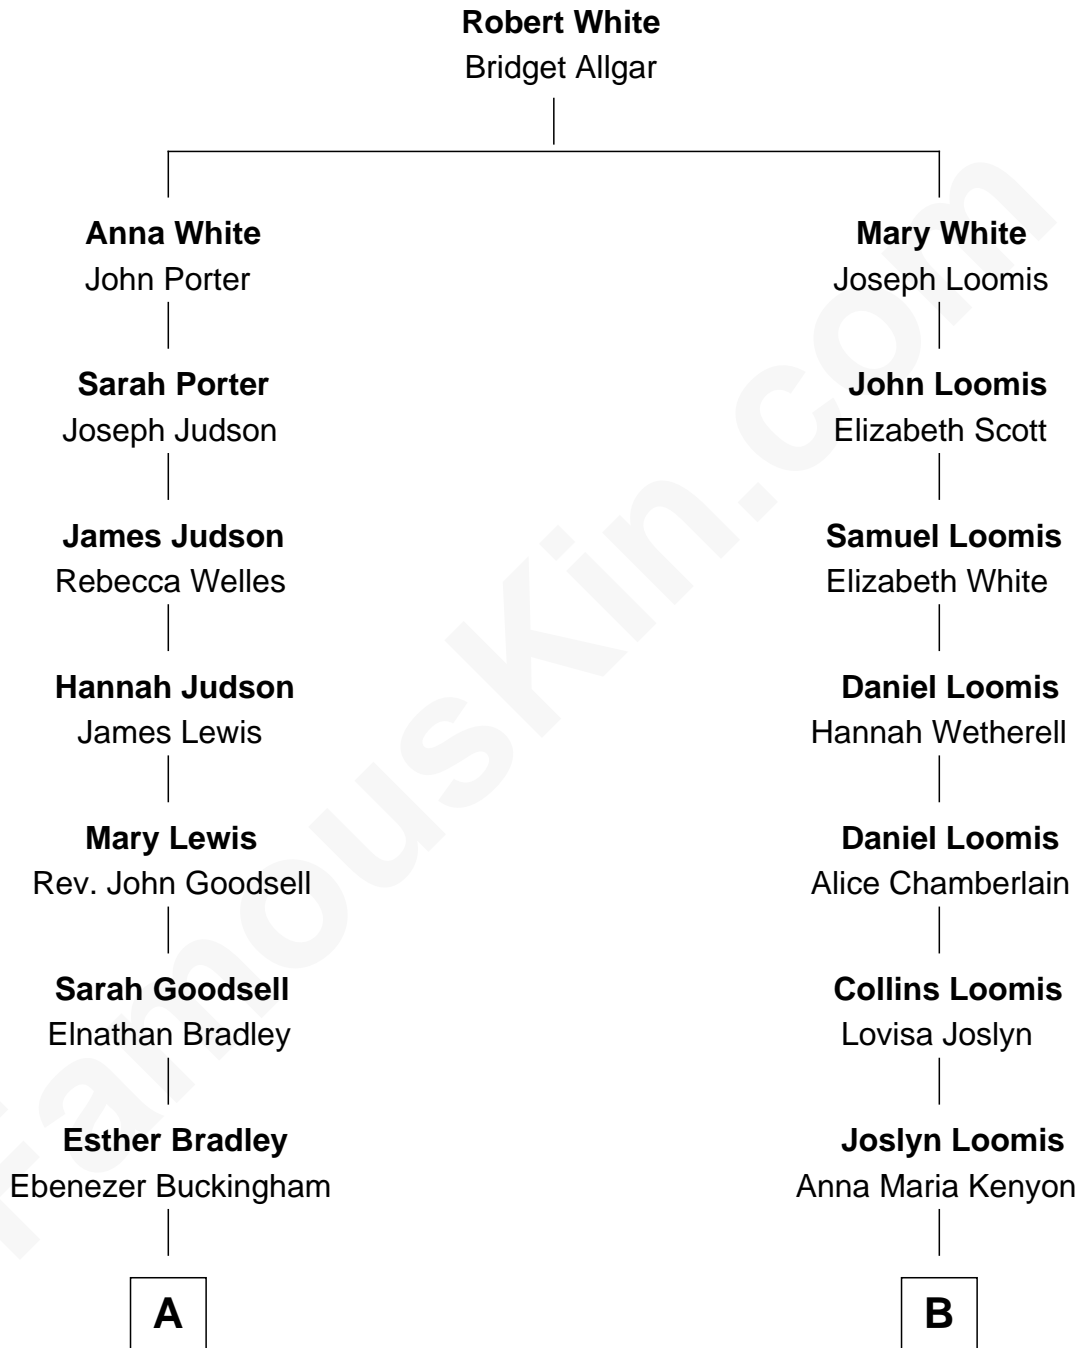 Robert White
Bridget Allgar
Anna White
John Porter
Mary White
Joseph Loomis
Sarah Porter
Joseph Judson
John Loomis
Elizabeth Scott
James Judson
Rebecca Welles
Samuel Loomis
Elizabeth White
Hannah Judson
James Lewis
Daniel Loomis
Hannah Wetherell
Mary Lewis
Rev. John Goodsell
Daniel Loomis
Alice Chamberlain
Sarah Goodsell
Elnathan Bradley
Collins Loomis
Lovisa Joslyn
Esther Bradley
Ebenezer Buckingham
Joslyn Loomis
Anna Maria Kenyon
A
B
FamousKin.com